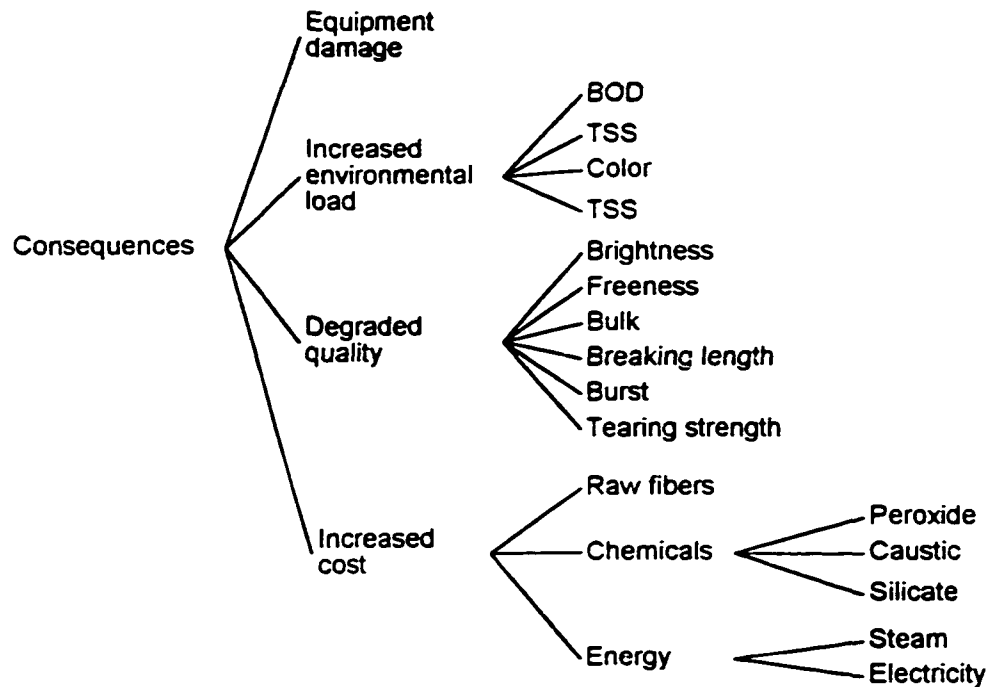 Equipment
damage
BOD
TSS
Increased
environmental
load
Color
TSS
Consequences
Brightness
Freeness
Degraded
quality
Bulk
Breaking length
Burst
Tearing strength
Raw fibers
Increased
cost
Chemicals
Peroxide
Caustic
Silicate
Energy
Steam
Electricity